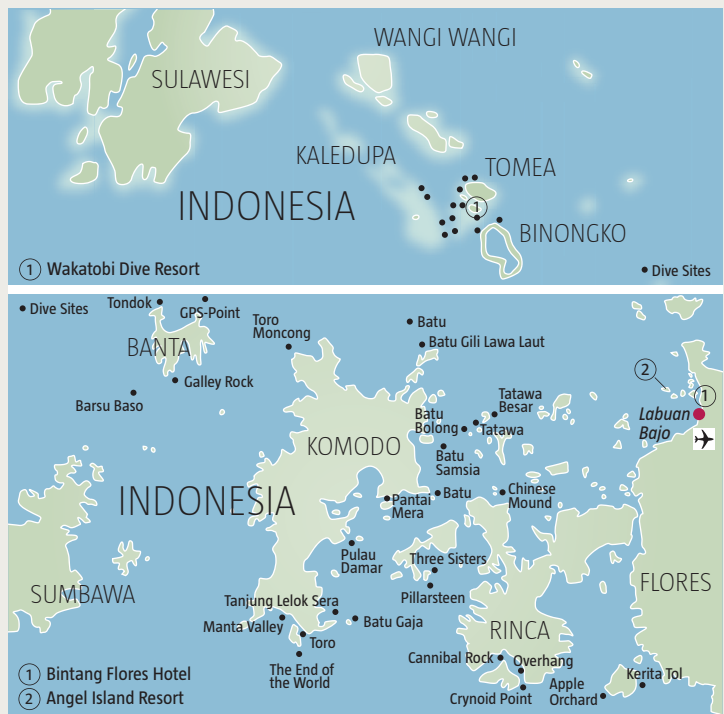 WANGI WANGI
SULAWESI
KALEDUPA
TOMEA
INDONESIA
1
BINONGKO
1 Wakatobi Dive Resort
Dive Sites
Dive Sites
Tondok
GPS-Point
Toro
Moncong
Batu
BANTA
Batu Gili Lawa Laut
2
Galley Rock
1
Barsu Baso
Tatawa
Besar
Labuan
Bajo
Batu
Bolong
Tatawa
KOMODO
Batu
Samsia
INDONESIA
Pantai
Mera
Batu
Chinese
Mound
Pulau
Damar
Three Sisters
FLORES
SUMBAWA
Pillarsteen
Tanjung Lelok Sera
Manta Valley
Batu Gaja
RINCA
Toro
Cannibal Rock
Overhang
The End of
the World
Kerita Tol
Crynoid Point
Apple
Orchard
1 Bintang Flores Hotel
2 Angel Island Resort